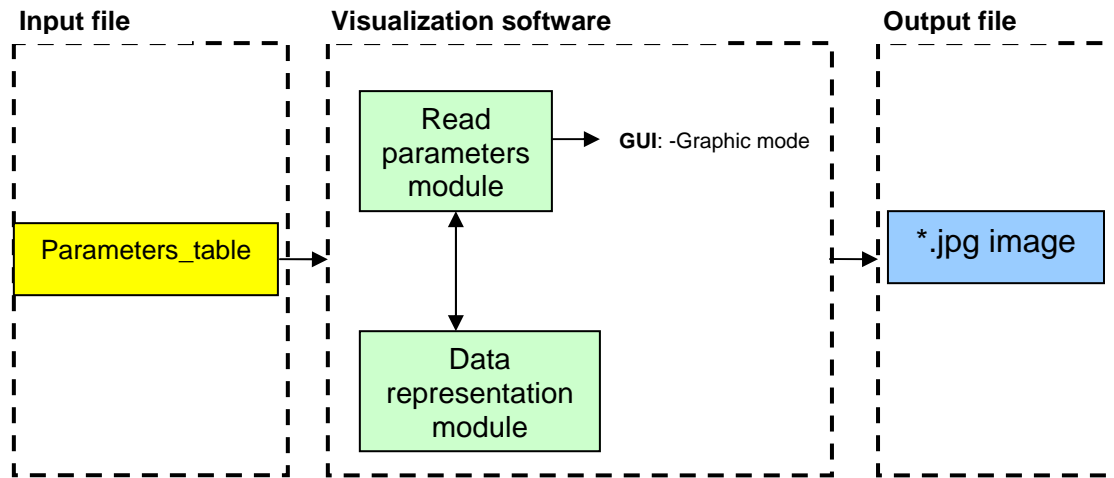 Input file
Visualization software
Output file
Read
parameters
module
GUI: -Graphic mode
Parameters_table
*.jpg image
Data
representation
module